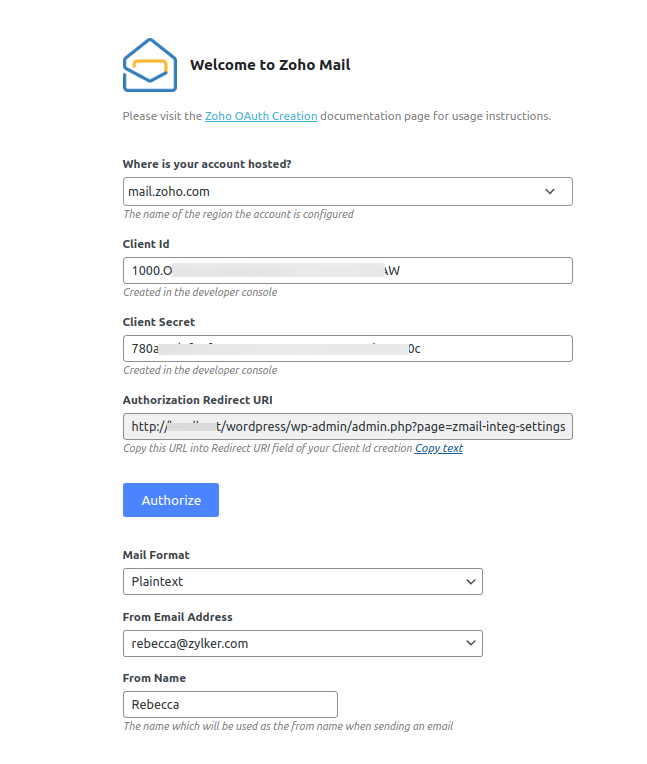 Welcome to Zoho Mail
Please visit the Zoho OAuth Creation documentation page for usage instructions.
Where is your account hosted?
mail.zoho.com
The name of the region the account is configured
Client Id
1000.O AW
Created in the developer console
Client Secret
780a 0c
Created in the developer console
Authorization Redirect URI
http:// t/wordpress/wp-admin/admin.php?page=zmail-integ-settings
Copy this URL into Redirect URI field of your Client Id creation Copy text
Authorize
Mail Format
Plaintext
From Email Address
rebecca@zylker.com
From Name
Rebecca
The name which will be used as the from name when sending an email